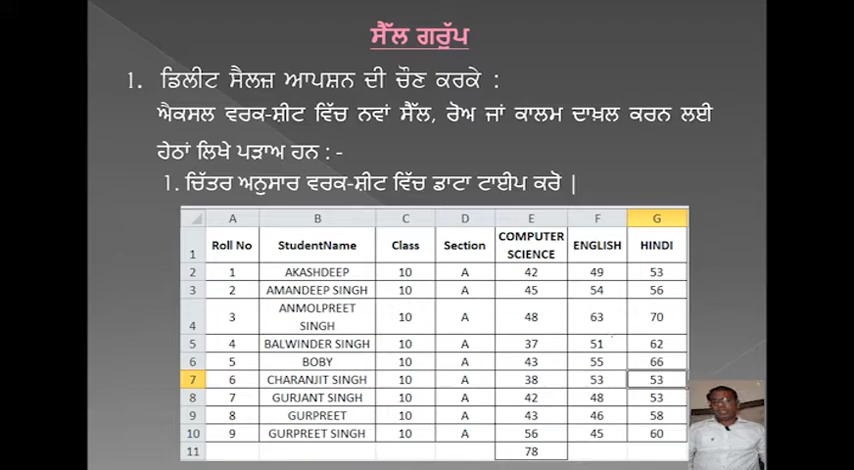 ਸੈੱਲ ਗਰੁੱਪ
1. ਡਿਲੀਟ ਸੈਲਜ਼ ਆਪਸ਼ਨ ਦੀ ਚੌਣ ਕਰਕੇ :
ਐਕਸਲ ਵਰਕ-ਸ਼ੀਟ ਵਿੱਚ ਨਵਾਂ ਸੈੱਲ, ਰੋਅ ਜਾਂ ਕਾਲਮ ਦਾਖ਼ਲ ਕਰਨ ਲਈ
ਹੇਠਾਂ ਲਿਖੇ ਪੜਾਅ ਹਨ : -
1. ਚਿੱਤਰ ਅਨੁਸਾਰ ਵਰਕ-ਸ਼ੀਟ ਵਿੱਚ ਡਾਟਾ ਟਾਈਪ ਕਰੋ |
A B C D E F G
1 Roll No StudentName Class Section COMPUTER SCIENCE ENGLISH HINDI
2 1 AKASHDEEP 10 A 42 49 53
3 2 AMANDEEP SINGH 10 A 45 54 56
4 3 ANMOLPREET SINGH 10 A 48 63 70
5 4 BALWINDER SINGH 10 A 37 51 62
6 5 BOBY 10 A 43 55 66
7 6 CHARANJIT SINGH 10 A 38 53 53
8 7 GURJANT SINGH 10 A 42 48 53
9 8 GURPREET 10 A 43 46 58
10 9 GURPREET SINGH 10 A 56 45 60
11 78